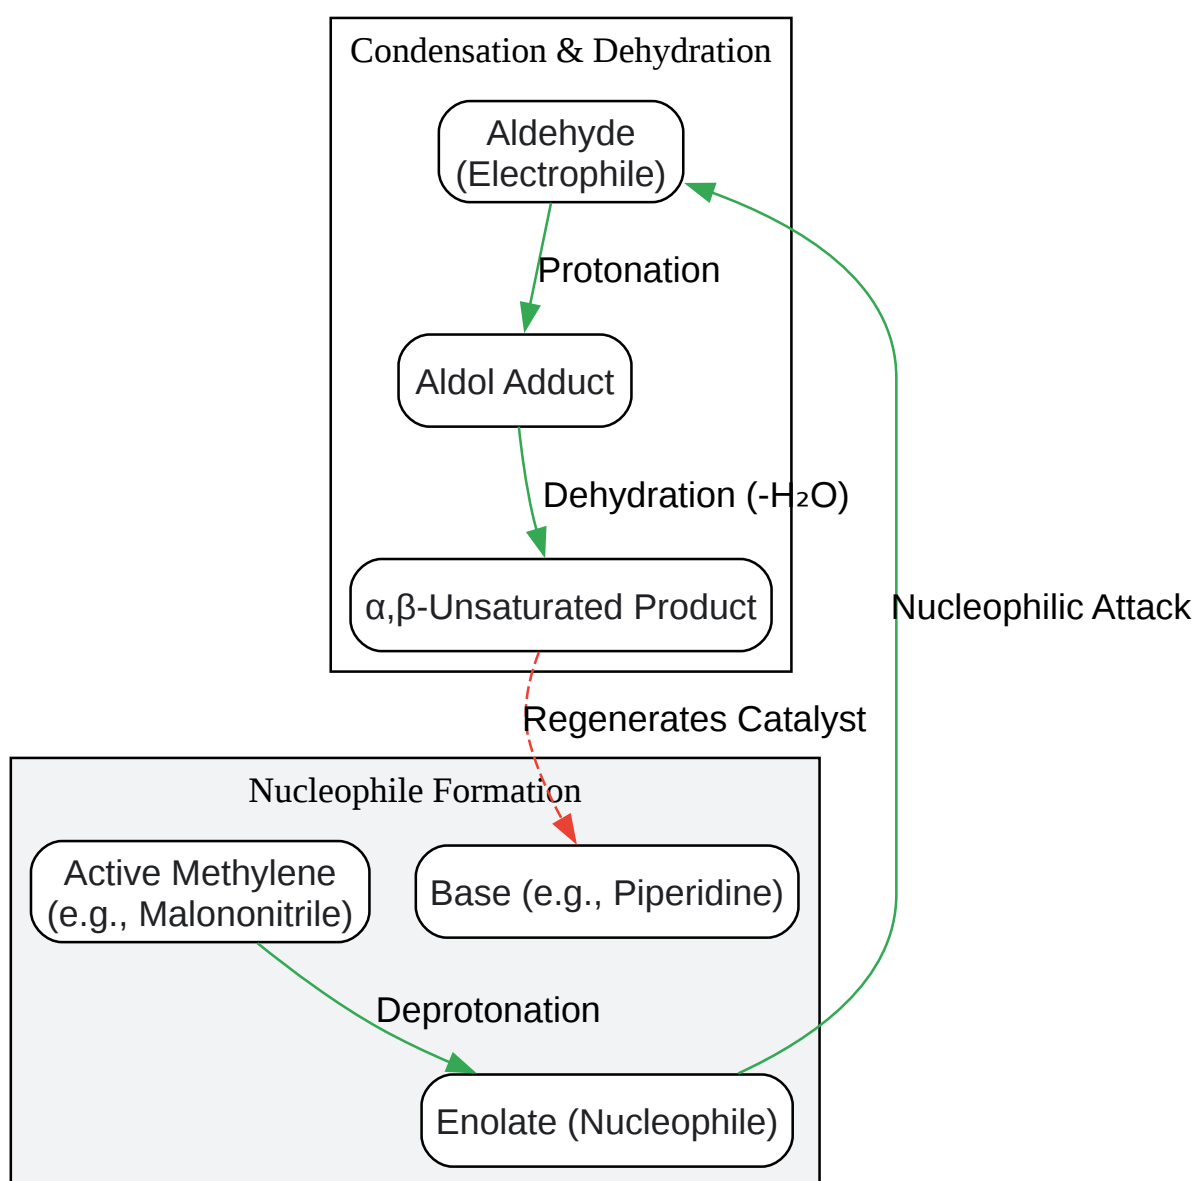 Condensation & Dehydration
Aldehyde
(Electrophile)
Protonation
Aldol Adduct
Dehydration (-H₂O)
α,β-Unsaturated Product
Nucleophilic Attack
Regenerates Catalyst
Nucleophile Formation
Active Methylene
(e.g., Malononitrile)
Base (e.g., Piperidine)
Deprotonation
Enolate (Nucleophile)